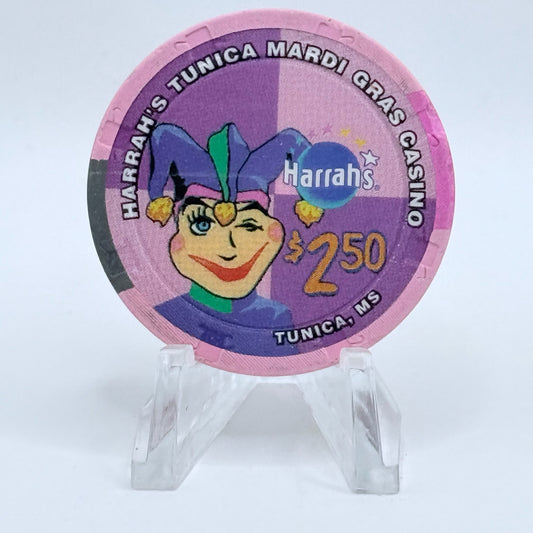 HARRAH'S TUNICA MARDI GRAS CASINO
Harrah's
$2.50
TUNICA, MS